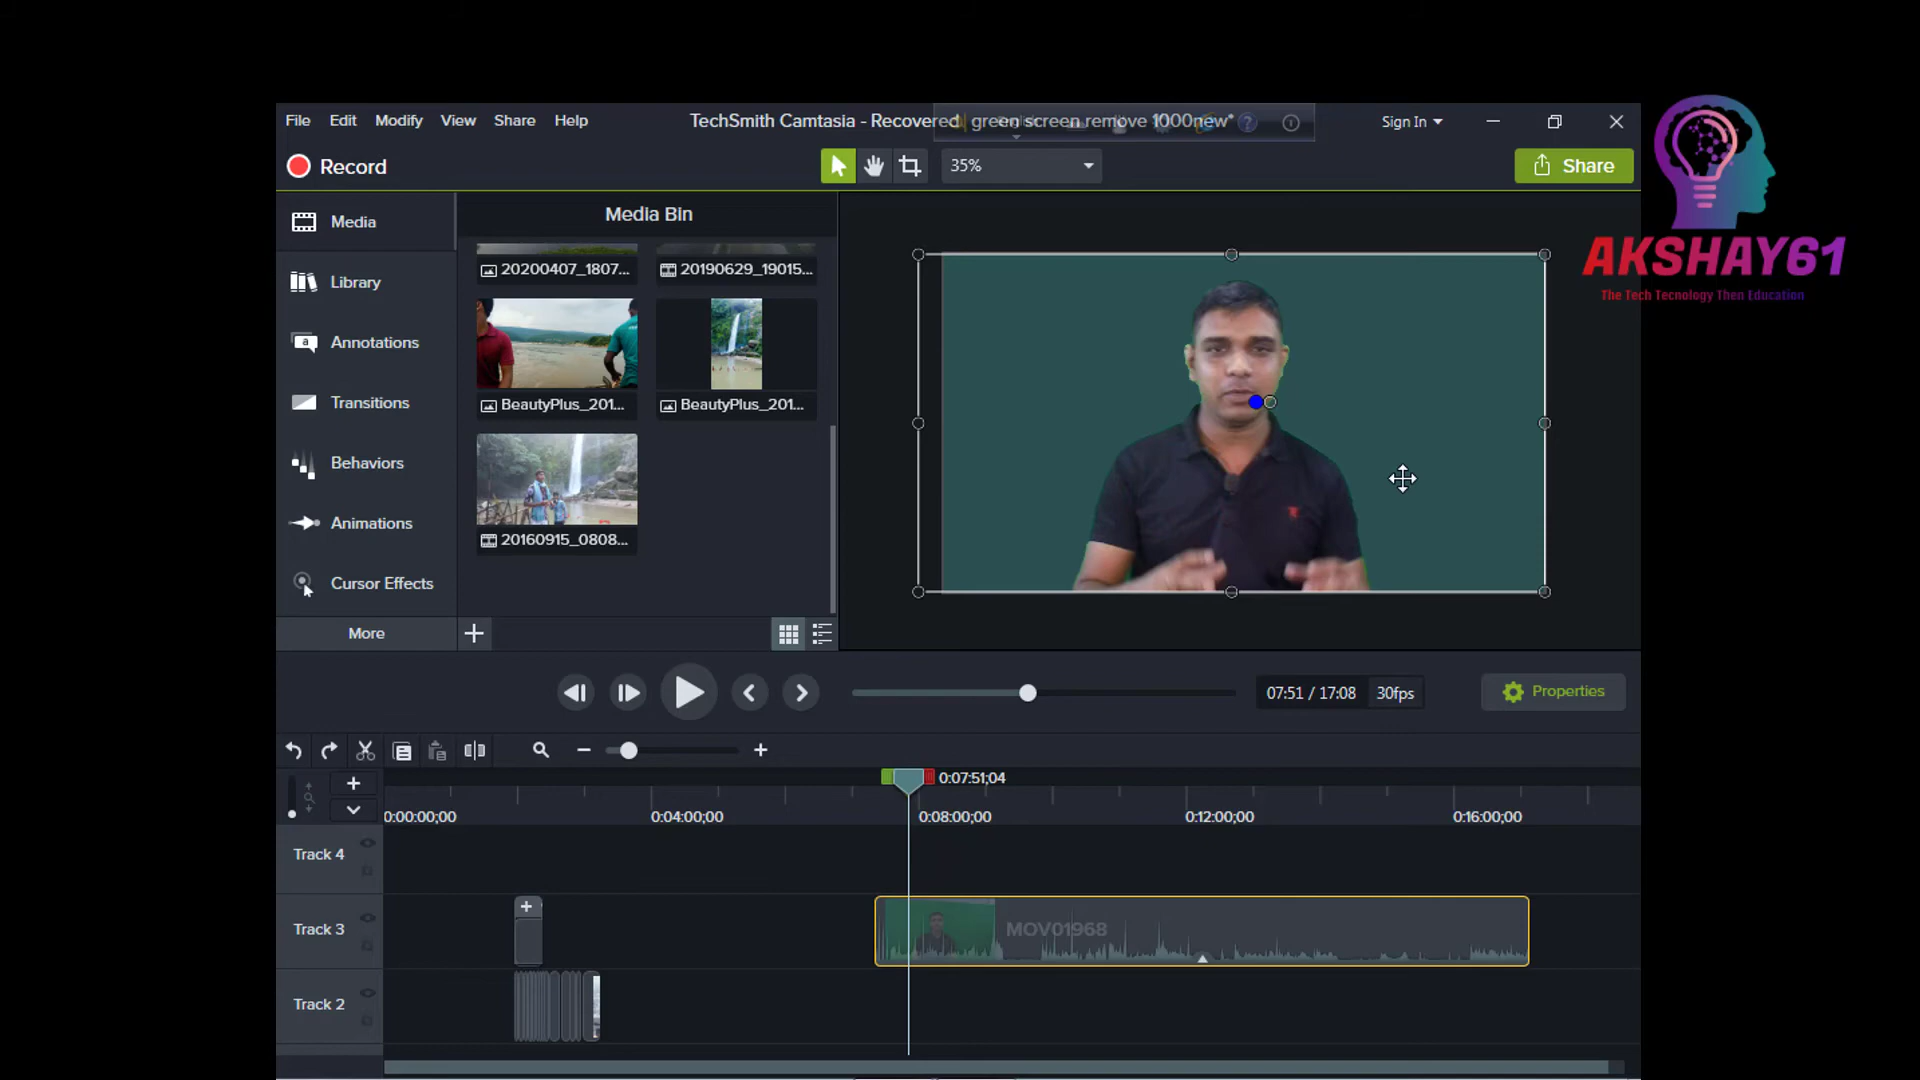 File Edit Modify View Share Help
TechSmith Camtasia - Recovered green screen remove 1000new*
Sign In
Record
35%
Share
AKSHAY61
The Tech Tecnology Then Education
Media
Library
Annotations
Transitions
Behaviors
Animations
Cursor Effects
More
Media Bin
20200407_1807...
20190629_19015...
BeautyPlus_201...
BeautyPlus_201...
20160915_0808...
07:51 / 17:08
30fps
Properties
0:07:51;04
0:00:00;00
0:04:00;00
0:08:00;00
0:12:00;00
0:16:00;00
Track 4
Track 3
MOV01968
Track 2